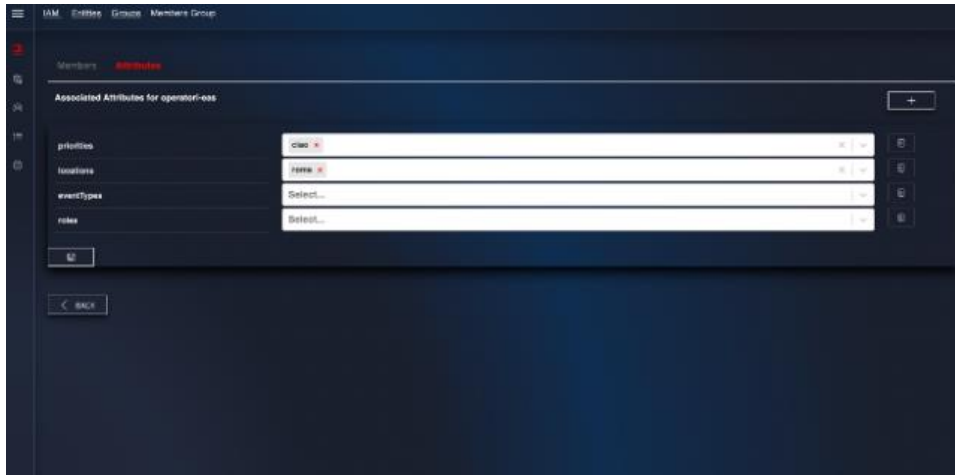 IAM Entities Groups Members Group
Members Attributes
Associated Attributes for operatori-eas
+
priorities ciao ×
locations roma ×
eventTypes Select...
roles Select...
< BACK